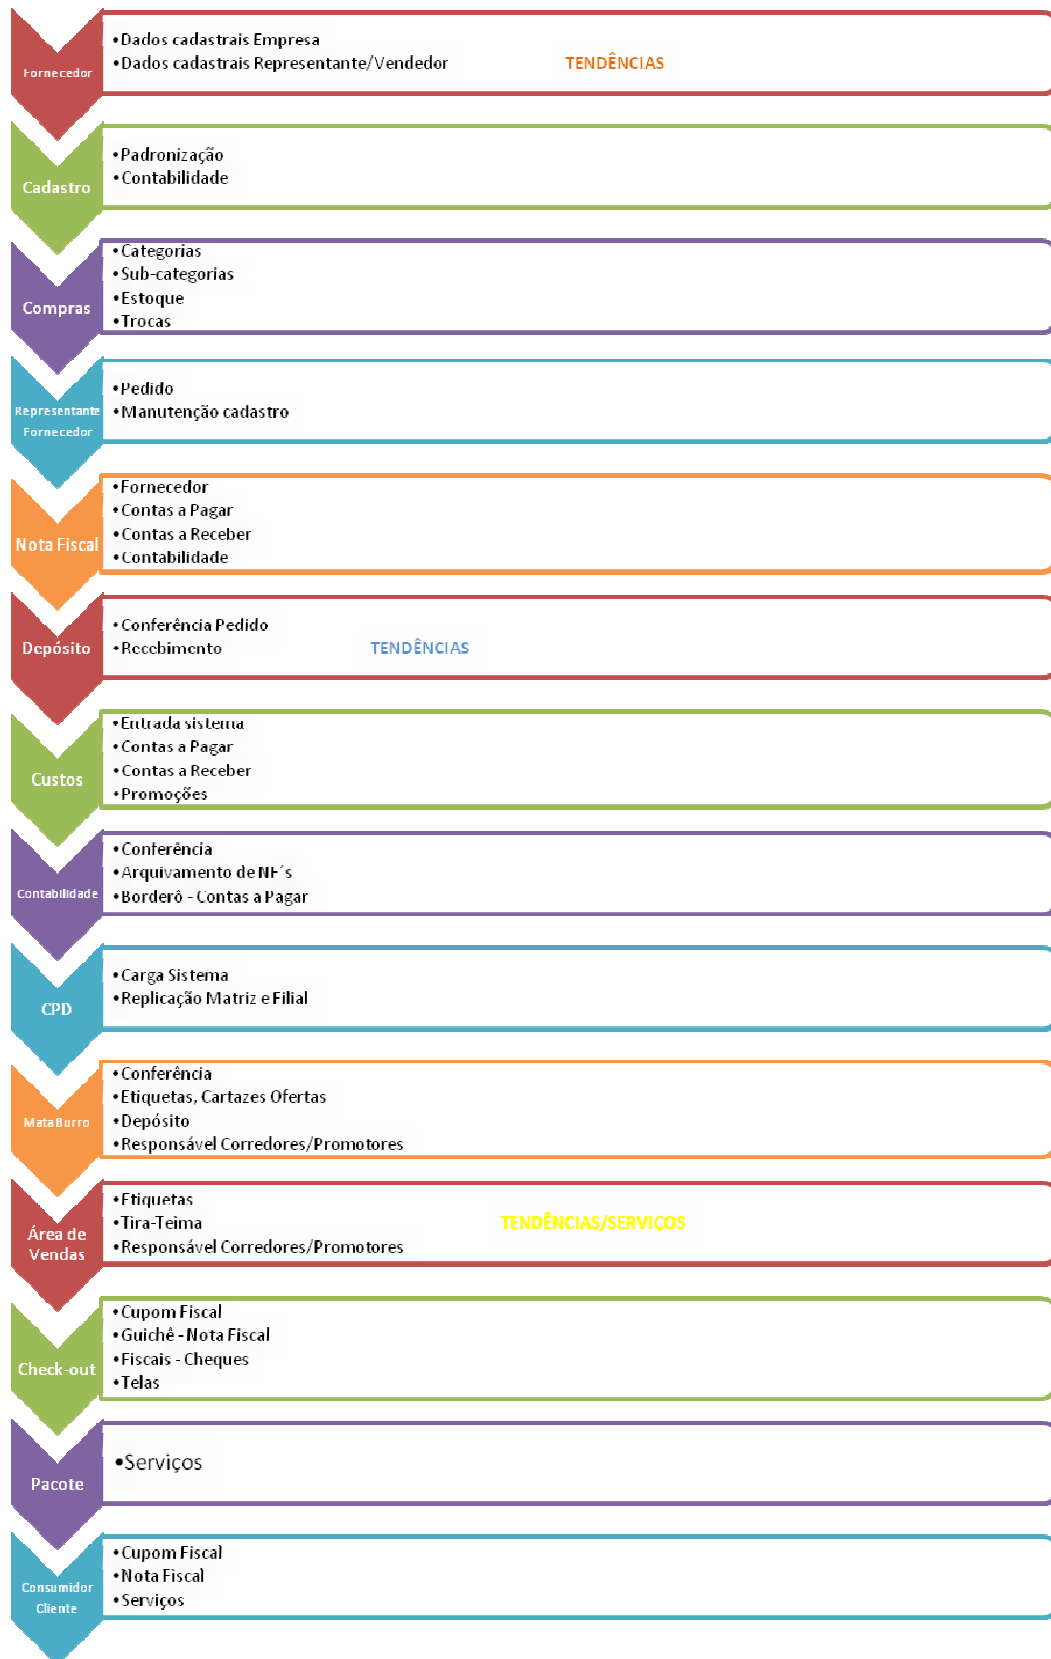 Fornecedor
•Dados cadastrais Empresa
•Dados cadastrais Representante/Vendedor TENDÊNCIAS
Cadastro
•Padronização
•Contabilidade
Compras
•Categorias
•Sub-categorias
•Estoque
•Trocas
Representante
Fornecedor
•Pedido
•Manutenção cadastro
Nota Fiscal
•Fornecedor
•Contas a Pagar
•Contas a Receber
•Contabilidade
Depósito
•Conferência Pedido
•Recebimento TENDÊNCIAS
Custos
•Entrada sistema
•Contas a Pagar
•Contas a Receber
•Promoções
Contabilidade
•Conferência
•Arquivamento de NF´s
•Borderô - Contas a Pagar
CPD
•Carga Sistema
•Replicação Matriz e Filial
Mata Burro
•Conferência
•Etiquetas, Cartazes Ofertas
•Depósito
•Responsável Corredores/Promotores
Área de
Vendas
•Etiquetas
•Tira-Teima TENDÊNCIAS/SERVIÇOS
•Responsável Corredores/Promotores
Check-out
•Cupom Fiscal
•Guichê - Nota Fiscal
•Fiscais - Cheques
•Telas
Pacote
•Serviços
Consumidor
Cliente
•Cupom Fiscal
•Nota Fiscal
•Serviços